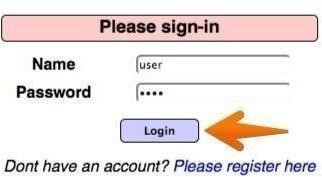 Please sign-in
Name user
Password ••••
Login
Dont have an account? Please register here